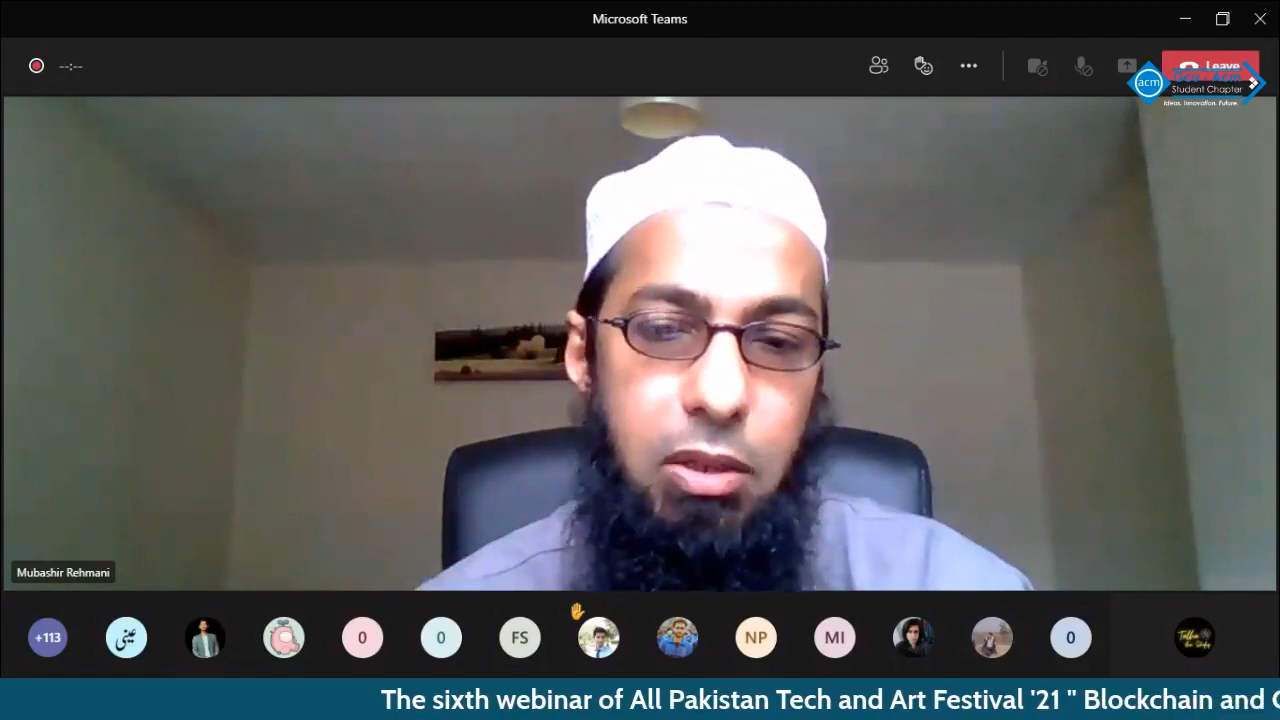 Microsoft Teams
--:--
Leave
acm
Student Chapter
Ideas. Innovation. Future.
Mubashir Rehmani
+113
عینی
0
0
FS
NP
MI
0
The sixth webinar of All Pakistan Tech and Art Festival '21 " Blockchain and